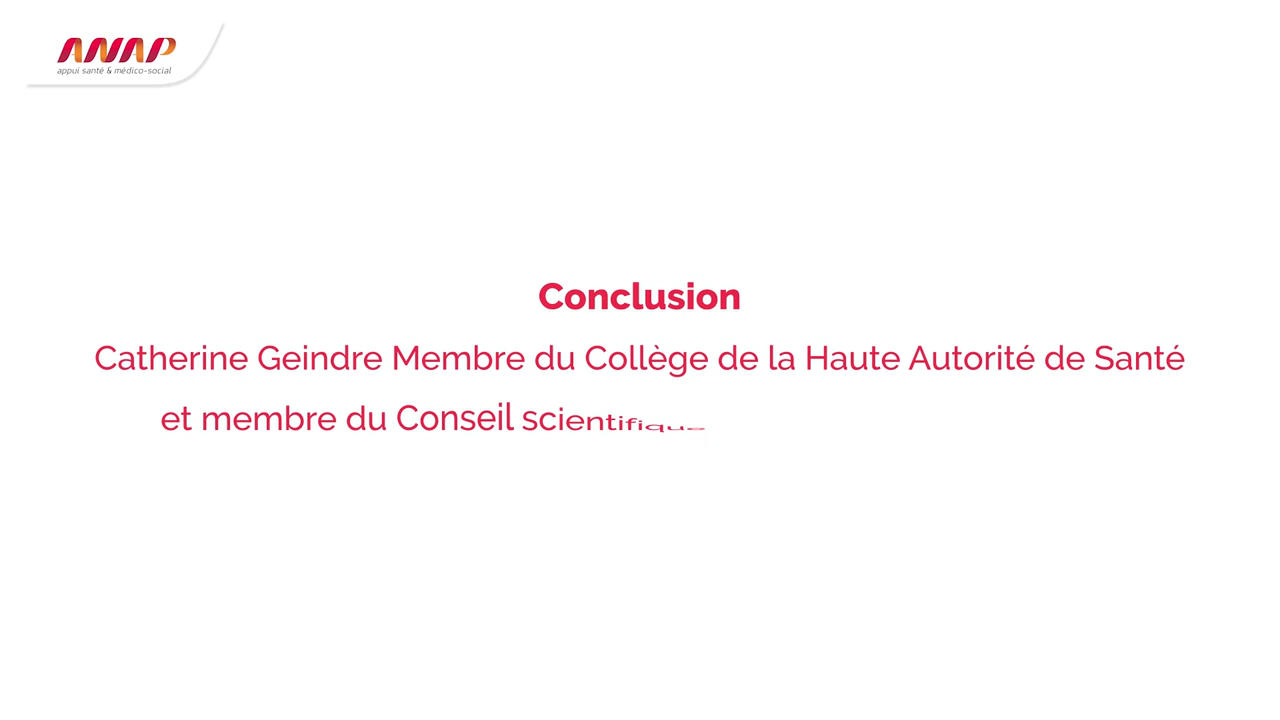 ANAP
appui santé & médico-social
Conclusion
Catherine Geindre Membre du Collège de la Haute Autorité de Santé
et membre du Conseil scientifique